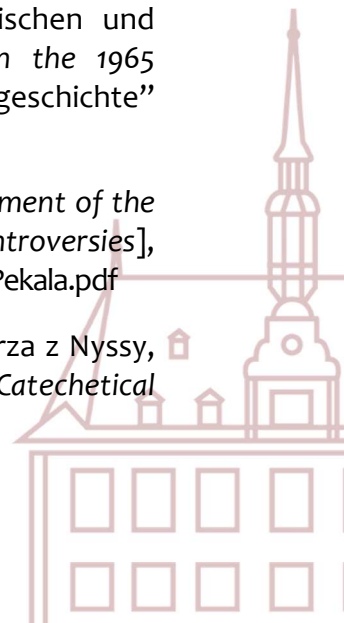 ischen und
n the 1965
geschichte”
ment of the
ntroversies],
Pekala.pdf
rza z Nyssy,
Catechetical